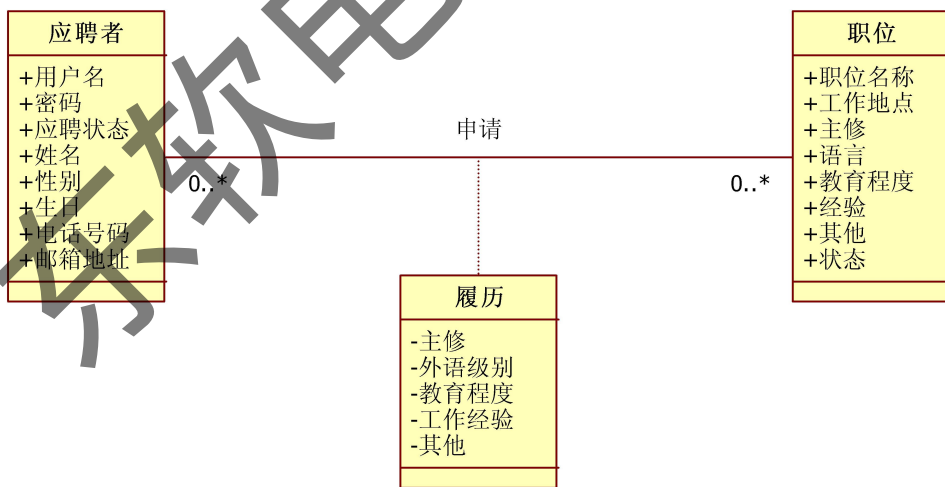 应聘者
+用户名
+密码
+应聘状态
+姓名
+性别
+生日
+电话号码
+邮箱地址
申请
0..*
0..*
职位
+职位名称
+工作地点
+主修
+语言
+教育程度
+经验
+其他
+状态
履历
-主修
-外语级别
-教育程度
-工作经验
-其他
东软电